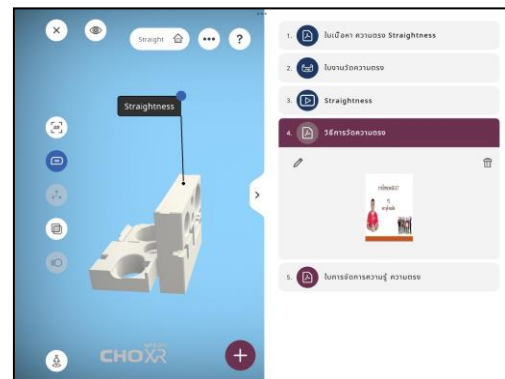 Straight
?
Straightness
CHOXR
1. ใบเนื้อหา ความตรง Straightness
2. ใบงานวัดความตรง
3. Straightness
4. วิธีการวัดความตรง
5. ใบการจัดการความรู้ ความตรง